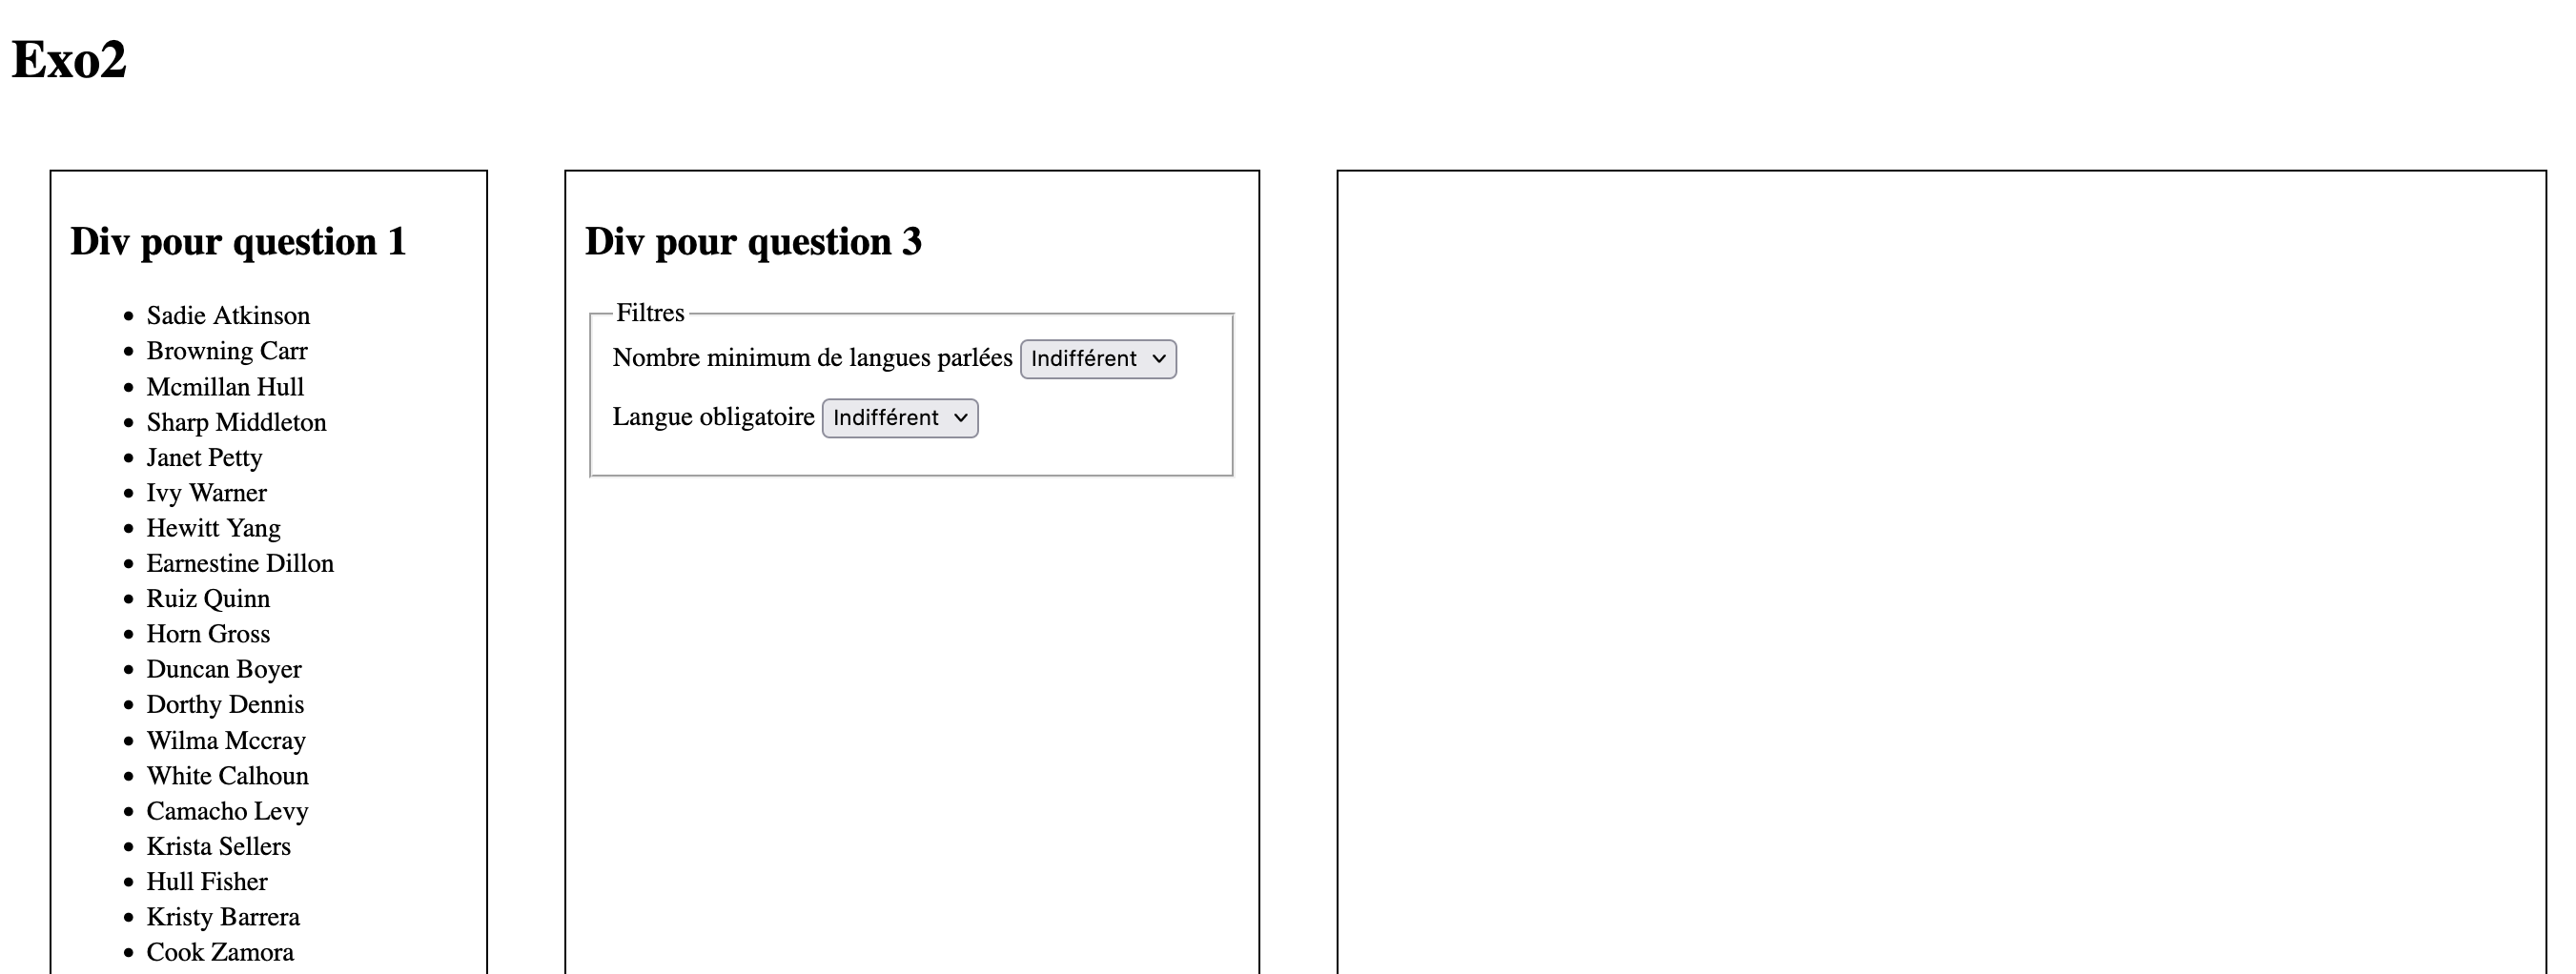 Exo2
Div pour question 1
Sadie Atkinson
Browning Carr
Mcmillan Hull
Sharp Middleton
Janet Petty
Ivy Warner
Hewitt Yang
Earnestine Dillon
Ruiz Quinn
Horn Gross
Duncan Boyer
Dorthy Dennis
Wilma Mccray
White Calhoun
Camacho Levy
Krista Sellers
Hull Fisher
Kristy Barrera
Cook Zamora
Div pour question 3
Filtres
Nombre minimum de langues parlées Indifférent
Langue obligatoire Indifférent